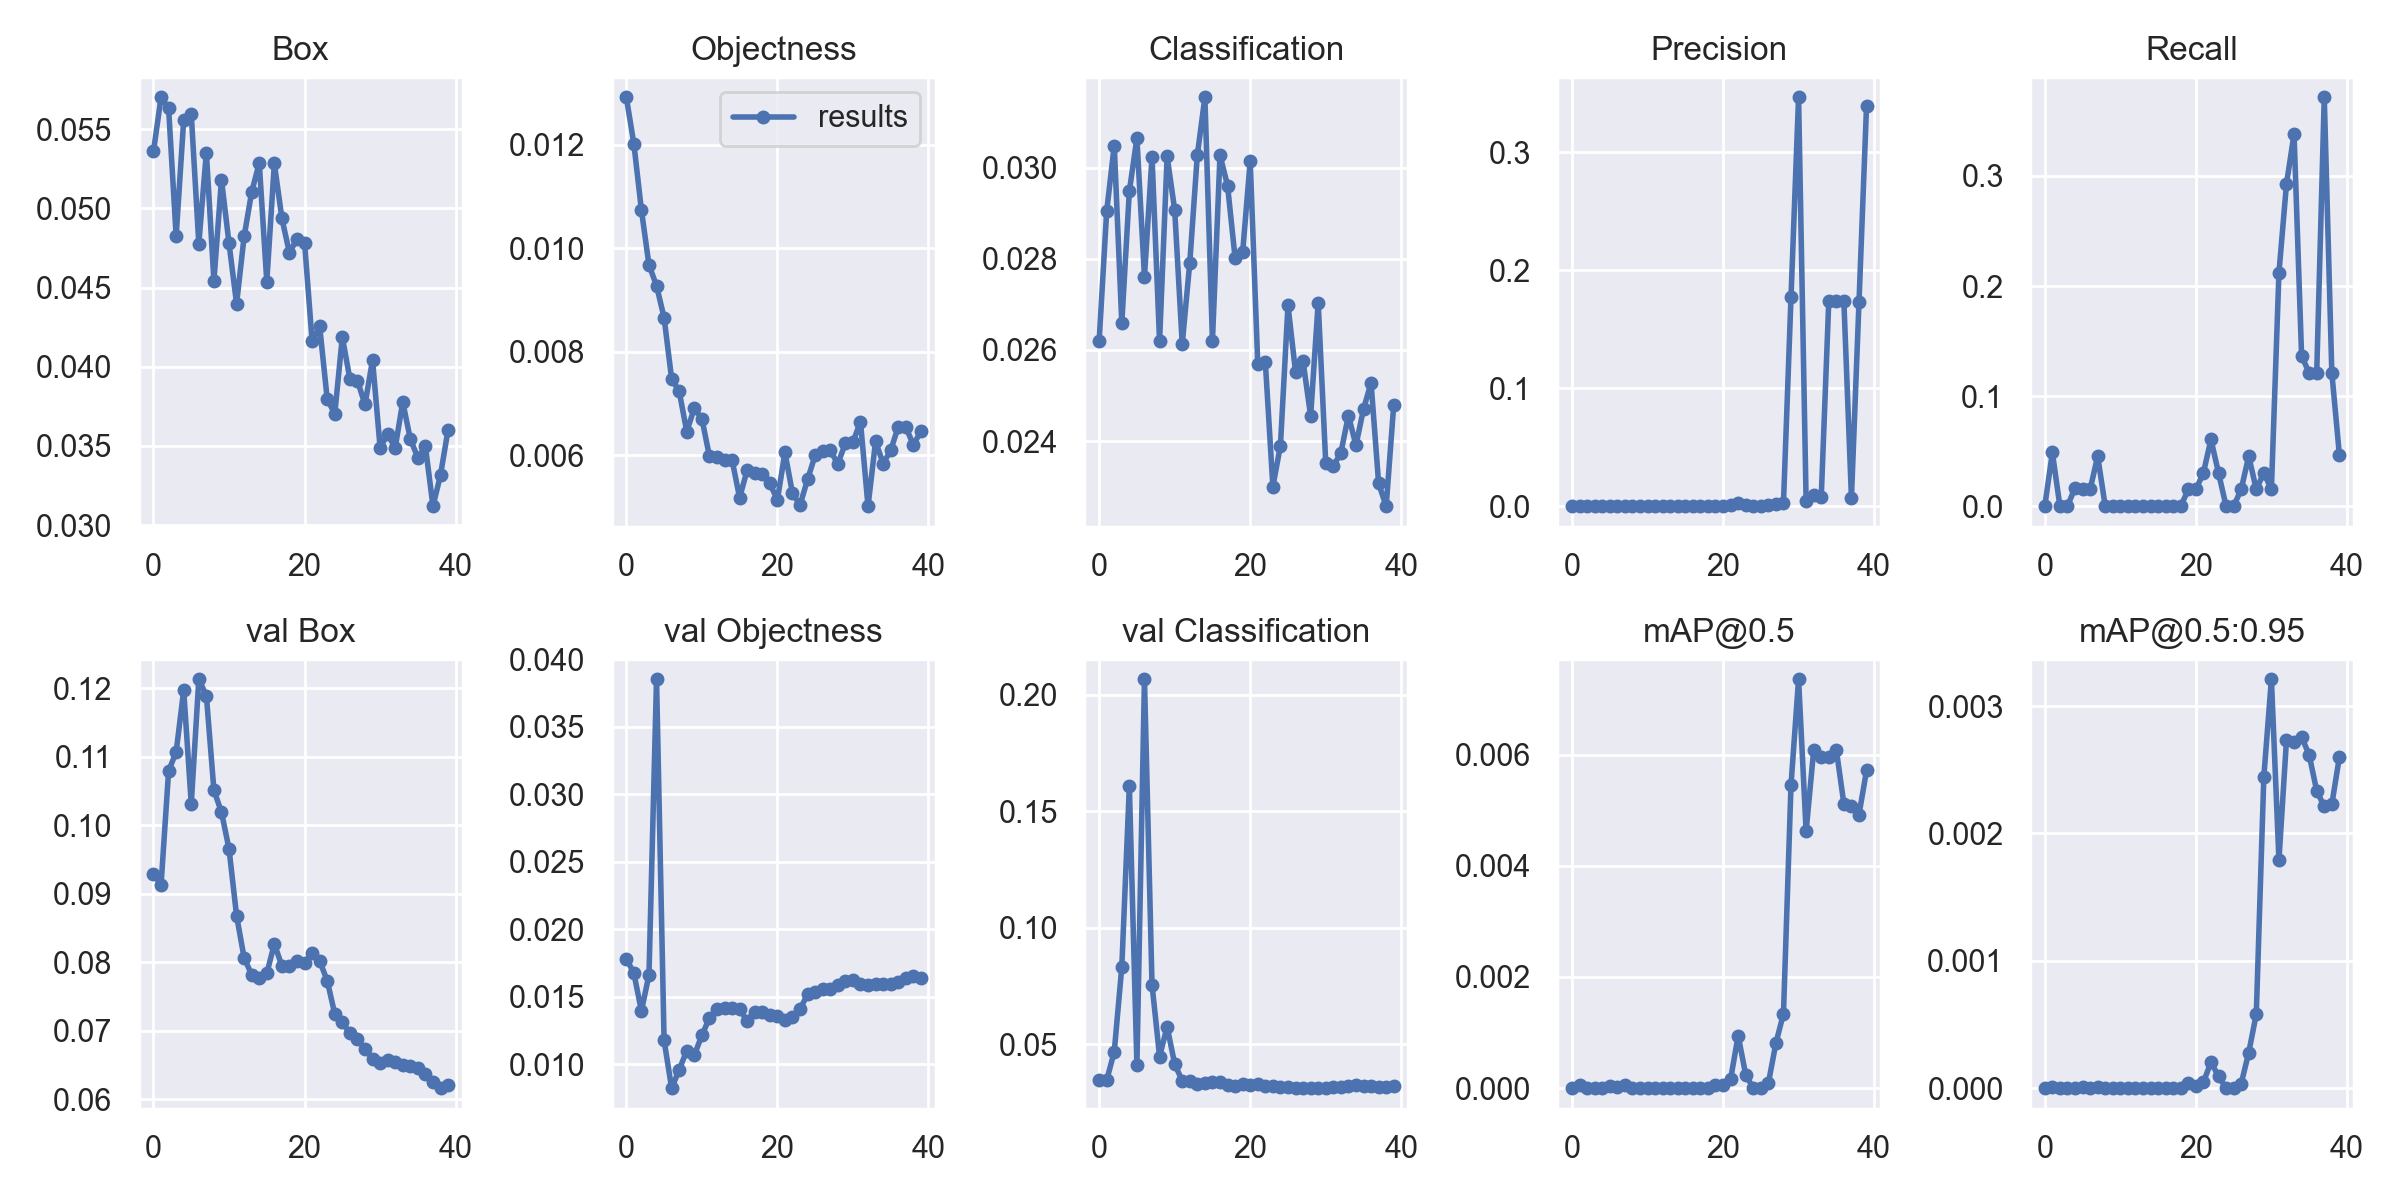 Box
0.055
0.050
0.045
0.040
0.035
0.030
0 20 40
Objectness
results
0.012
0.010
0.008
0.006
0 20 40
Classification
0.030
0.028
0.026
0.024
0 20 40
Precision
0.3
0.2
0.1
0.0
0 20 40
Recall
0.3
0.2
0.1
0.0
0 20 40
val Box
0.12
0.11
0.10
0.09
0.08
0.07
0.06
0 20 40
val Objectness
0.040
0.035
0.030
0.025
0.020
0.015
0.010
0 20 40
val Classification
0.20
0.15
0.10
0.05
0 20 40
mAP@0.5
0.006
0.004
0.002
0.000
0 20 40
mAP@0.5:0.95
0.003
0.002
0.001
0.000
0 20 40